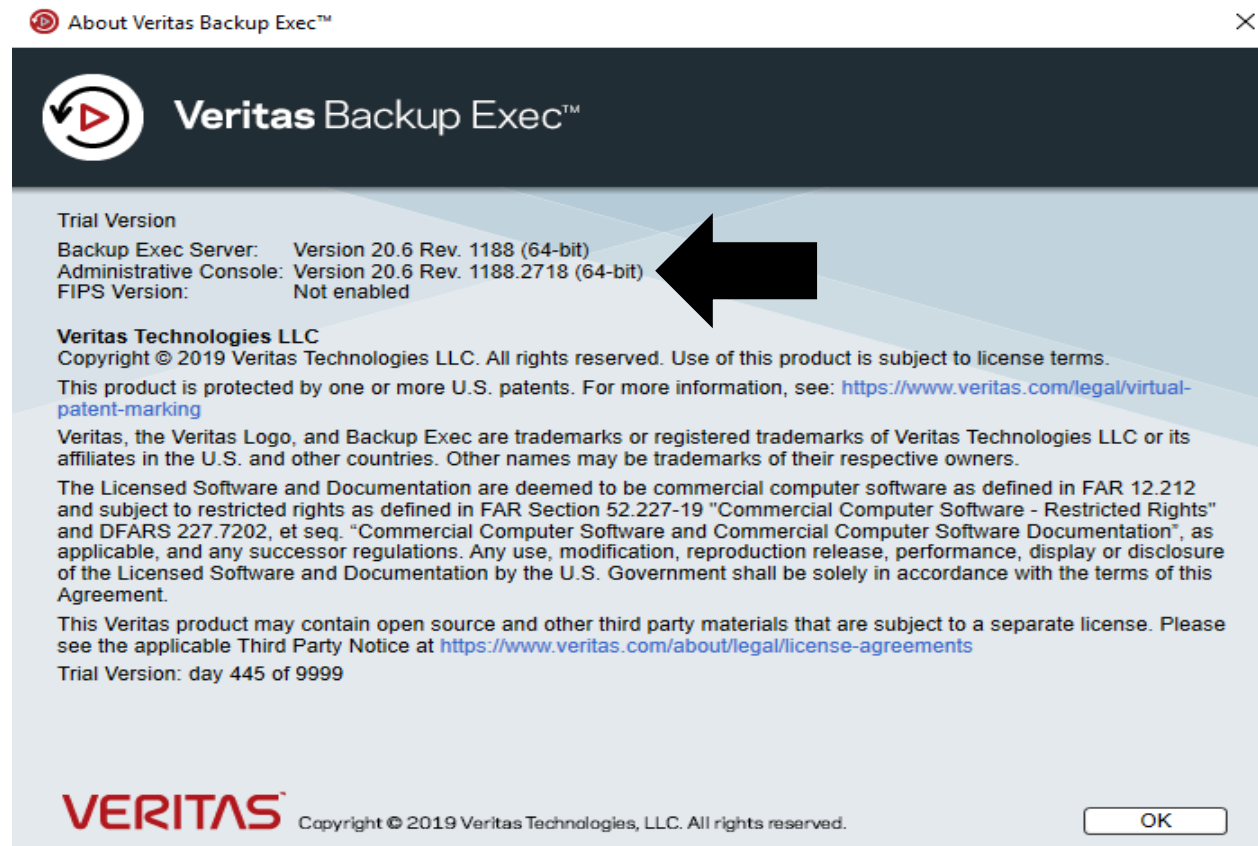 About Veritas Backup Exec™
Veritas Backup Exec™
Trial Version
Backup Exec Server: Version 20.6 Rev. 1188 (64-bit)
Administrative Console: Version 20.6 Rev. 1188.2718 (64-bit)
FIPS Version: Not enabled
Veritas Technologies LLC
Copyright © 2019 Veritas Technologies LLC. All rights reserved. Use of this product is subject to license terms.
This product is protected by one or more U.S. patents. For more information, see: https://www.veritas.com/legal/virtual-
patent-marking
Veritas, the Veritas Logo, and Backup Exec are trademarks or registered trademarks of Veritas Technologies LLC or its
affiliates in the U.S. and other countries. Other names may be trademarks of their respective owners.
The Licensed Software and Documentation are deemed to be commercial computer software as defined in FAR 12.212
and subject to restricted rights as defined in FAR Section 52.227-19 "Commercial Computer Software - Restricted Rights"
and DFARS 227.7202, et seq. “Commercial Computer Software and Commercial Computer Software Documentation”, as
applicable, and any successor regulations. Any use, modification, reproduction release, performance, display or disclosure
of the Licensed Software and Documentation by the U.S. Government shall be solely in accordance with the terms of this
Agreement.
This Veritas product may contain open source and other third party materials that are subject to a separate license. Please
see the applicable Third Party Notice at https://www.veritas.com/about/legal/license-agreements
Trial Version: day 445 of 9999
VERITAS™ Copyright © 2019 Veritas Technologies, LLC. All rights reserved.
OK